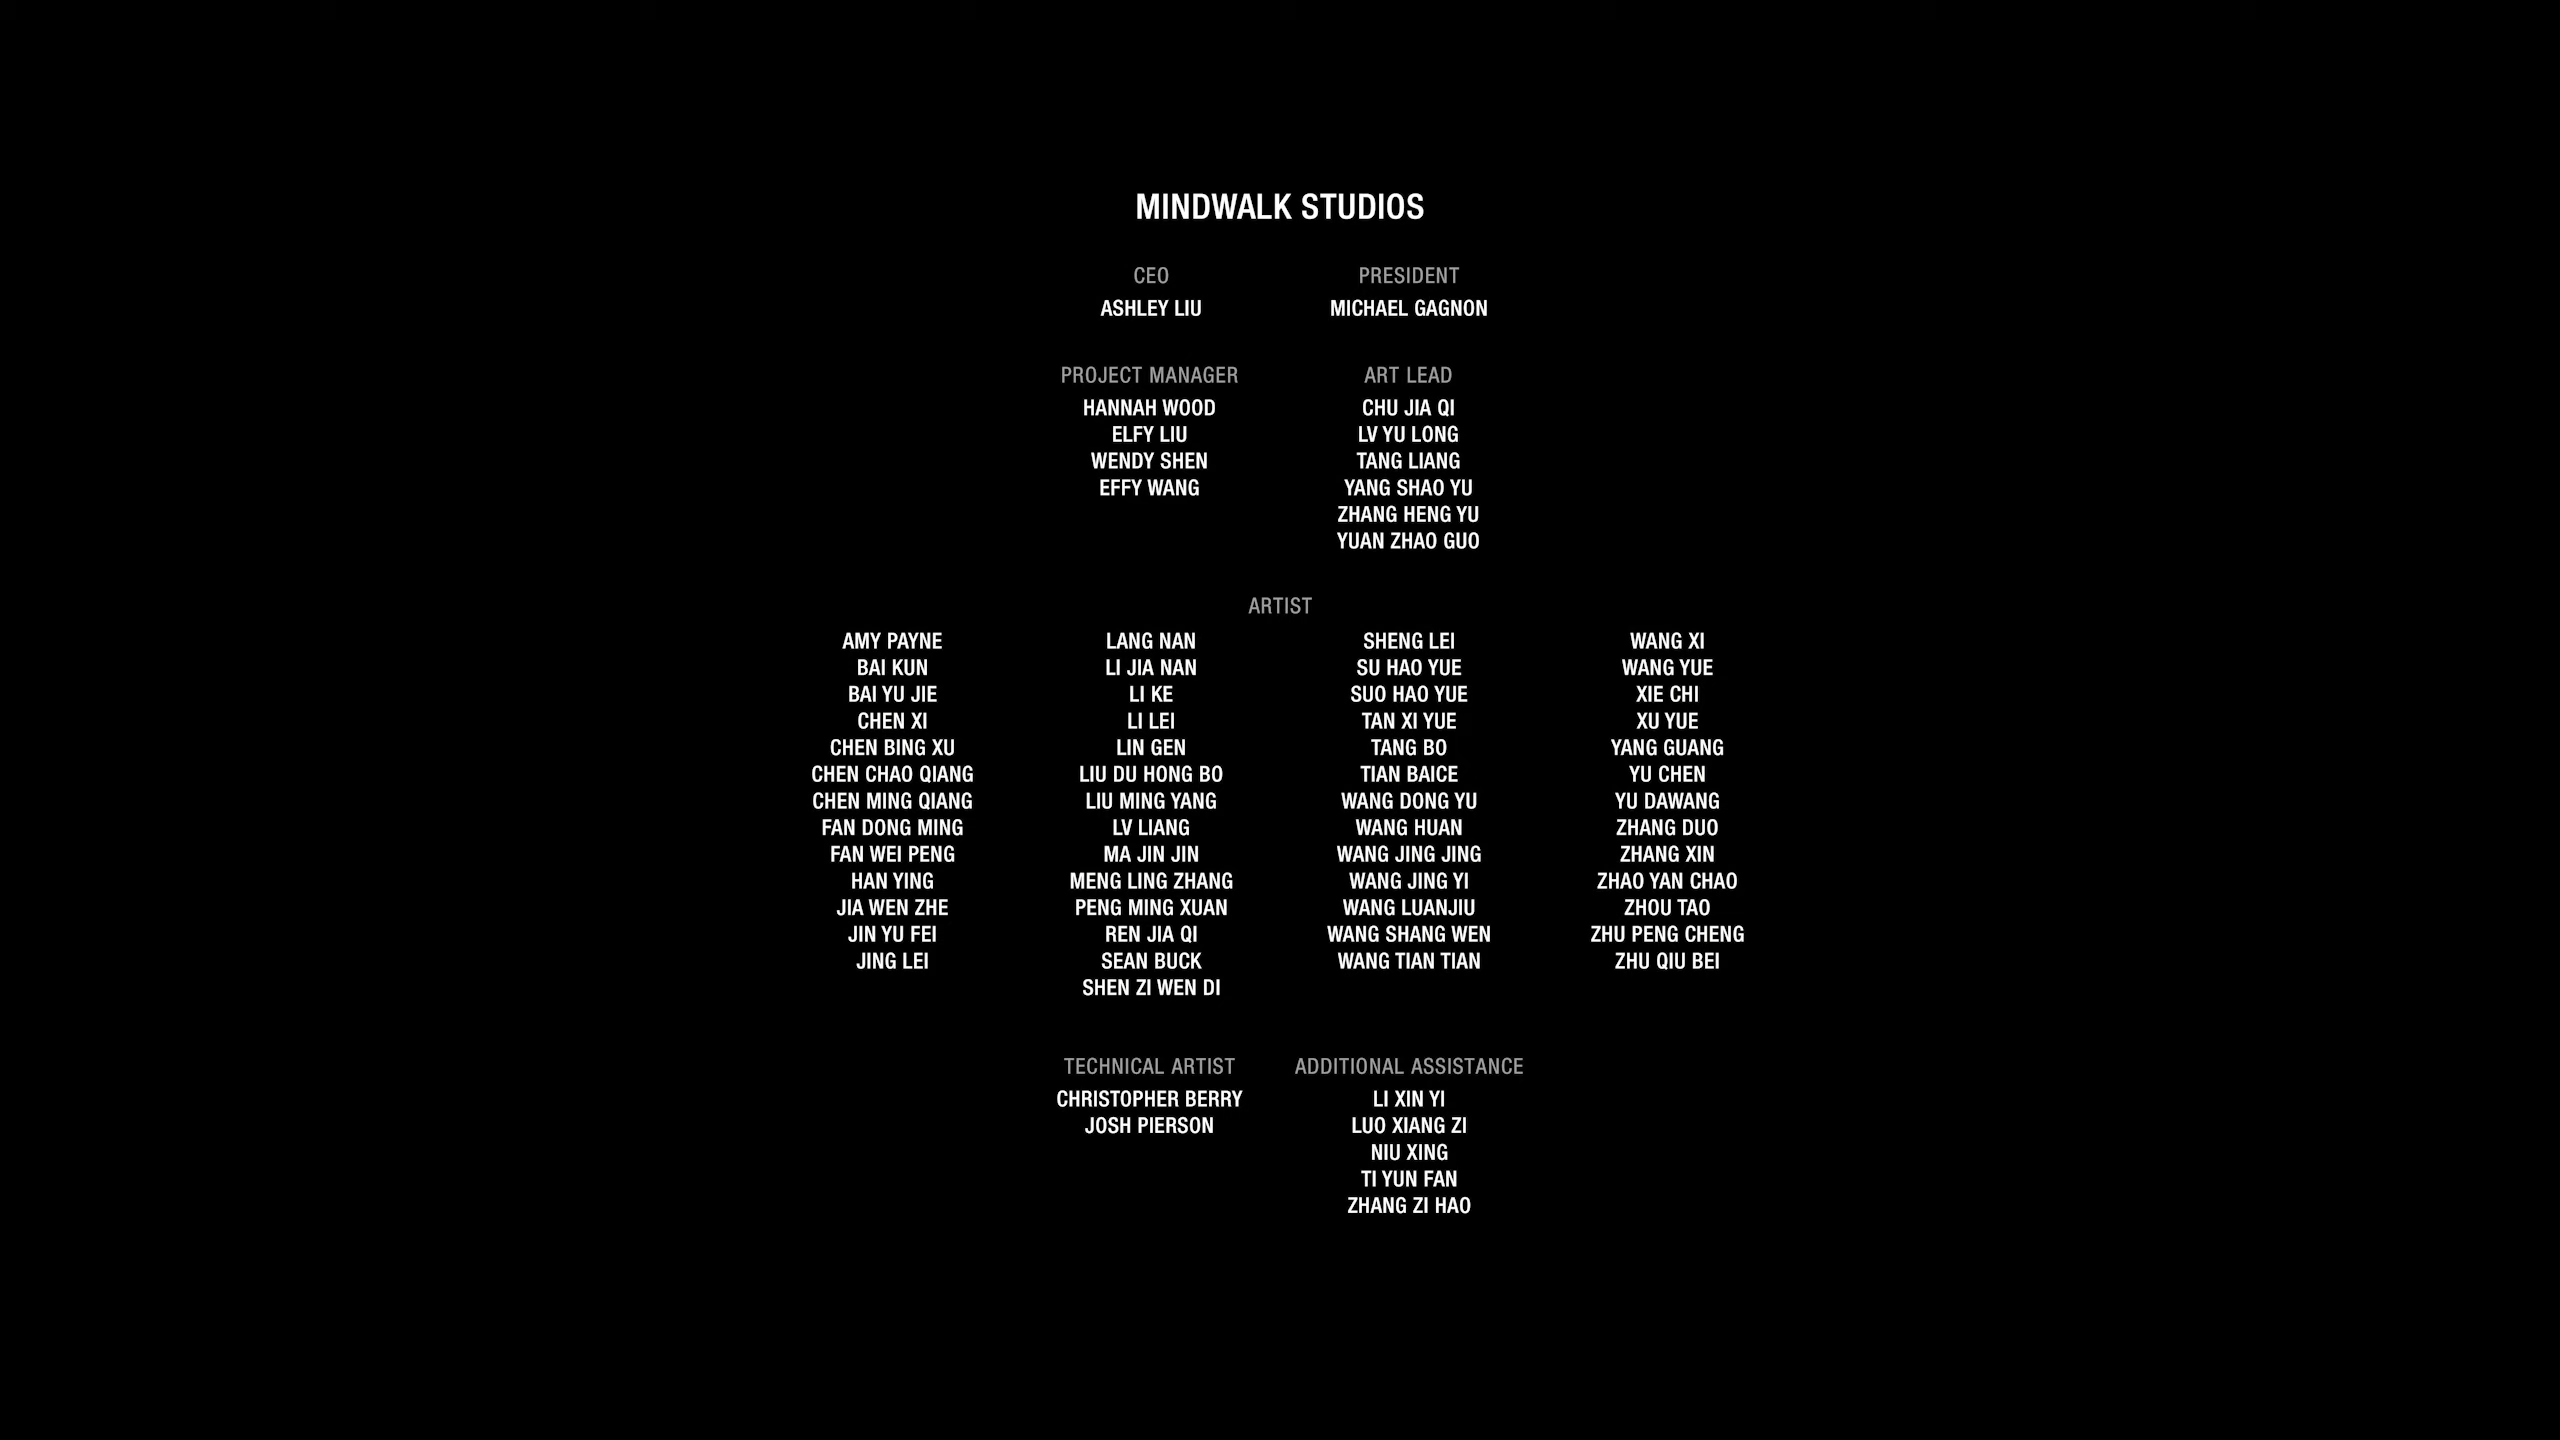 MINDWALK STUDIOS
CEO
ASHLEY LIU
PRESIDENT
MICHAEL GAGNON
PROJECT MANAGER
HANNAH WOOD
ELFY LIU
WENDY SHEN
EFFY WANG
ART LEAD
CHU JIA QI
LV YU LONG
TANG LIANG
YANG SHAO YU
ZHANG HENG YU
YUAN ZHAO GUO
ARTIST
AMY PAYNE
BAI KUN
BAI YU JIE
CHEN XI
CHEN BING XU
CHEN CHAO QIANG
CHEN MING QIANG
FAN DONG MING
FAN WEI PENG
HAN YING
JIA WEN ZHE
JIN YU FEI
JING LEI
LANG NAN
LI JIA NAN
LI KE
LI LEI
LIN GEN
LIU DU HONG BO
LIU MING YANG
LV LIANG
MA JIN JIN
MENG LING ZHANG
PENG MING XUAN
REN JIA QI
SEAN BUCK
SHEN ZI WEN DI
SHENG LEI
SU HAO YUE
SUO HAO YUE
TAN XI YUE
TANG BO
TIAN BAICE
WANG DONG YU
WANG HUAN
WANG JING JING
WANG JING YI
WANG LUANJIU
WANG SHANG WEN
WANG TIAN TIAN
WANG XI
WANG YUE
XIE CHI
XU YUE
YANG GUANG
YU CHEN
YU DAWANG
ZHANG DUO
ZHANG XIN
ZHAO YAN CHAO
ZHOU TAO
ZHU PENG CHENG
ZHU QIU BEI
TECHNICAL ARTIST
CHRISTOPHER BERRY
JOSH PIERSON
ADDITIONAL ASSISTANCE
LI XIN YI
LUO XIANG ZI
NIU XING
TI YUN FAN
ZHANG ZI HAO